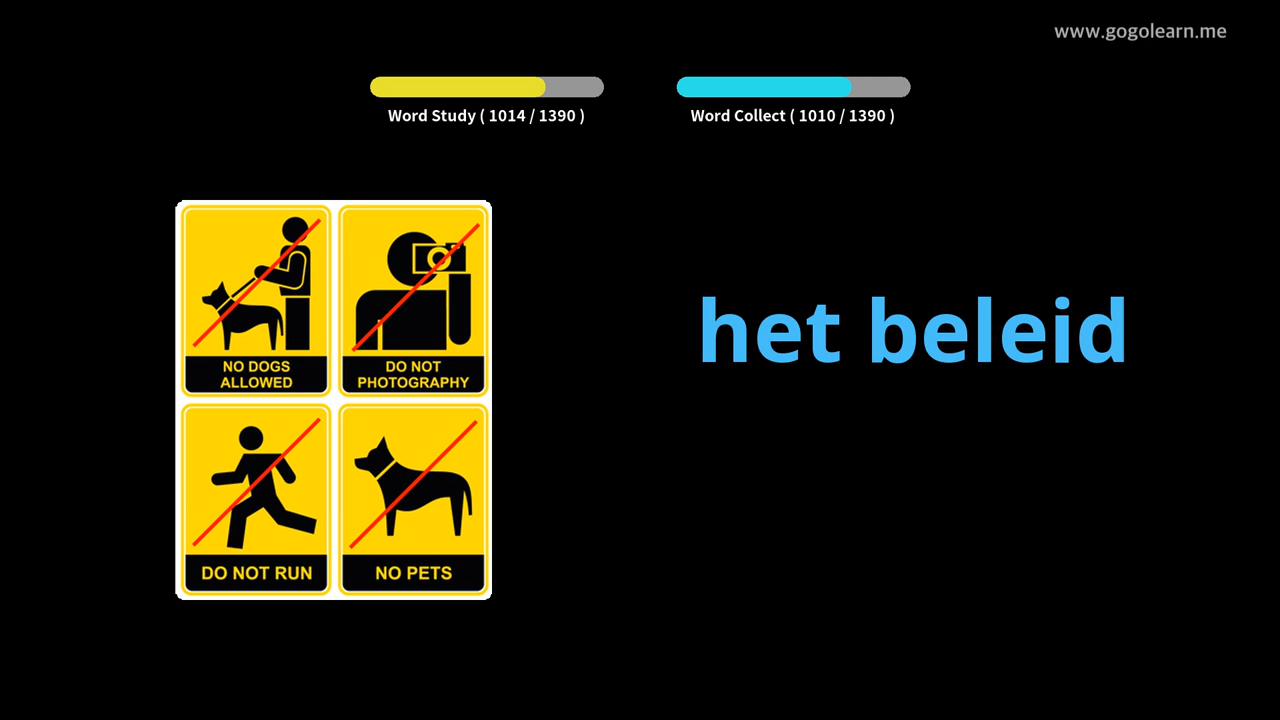 www.gogolearn.me
Word Study ( 1014 / 1390 )
Word Collect ( 1010 / 1390 )
NO DOGS
ALLOWED
DO NOT
PHOTOGRAPHY
het beleid
DO NOT RUN
NO PETS